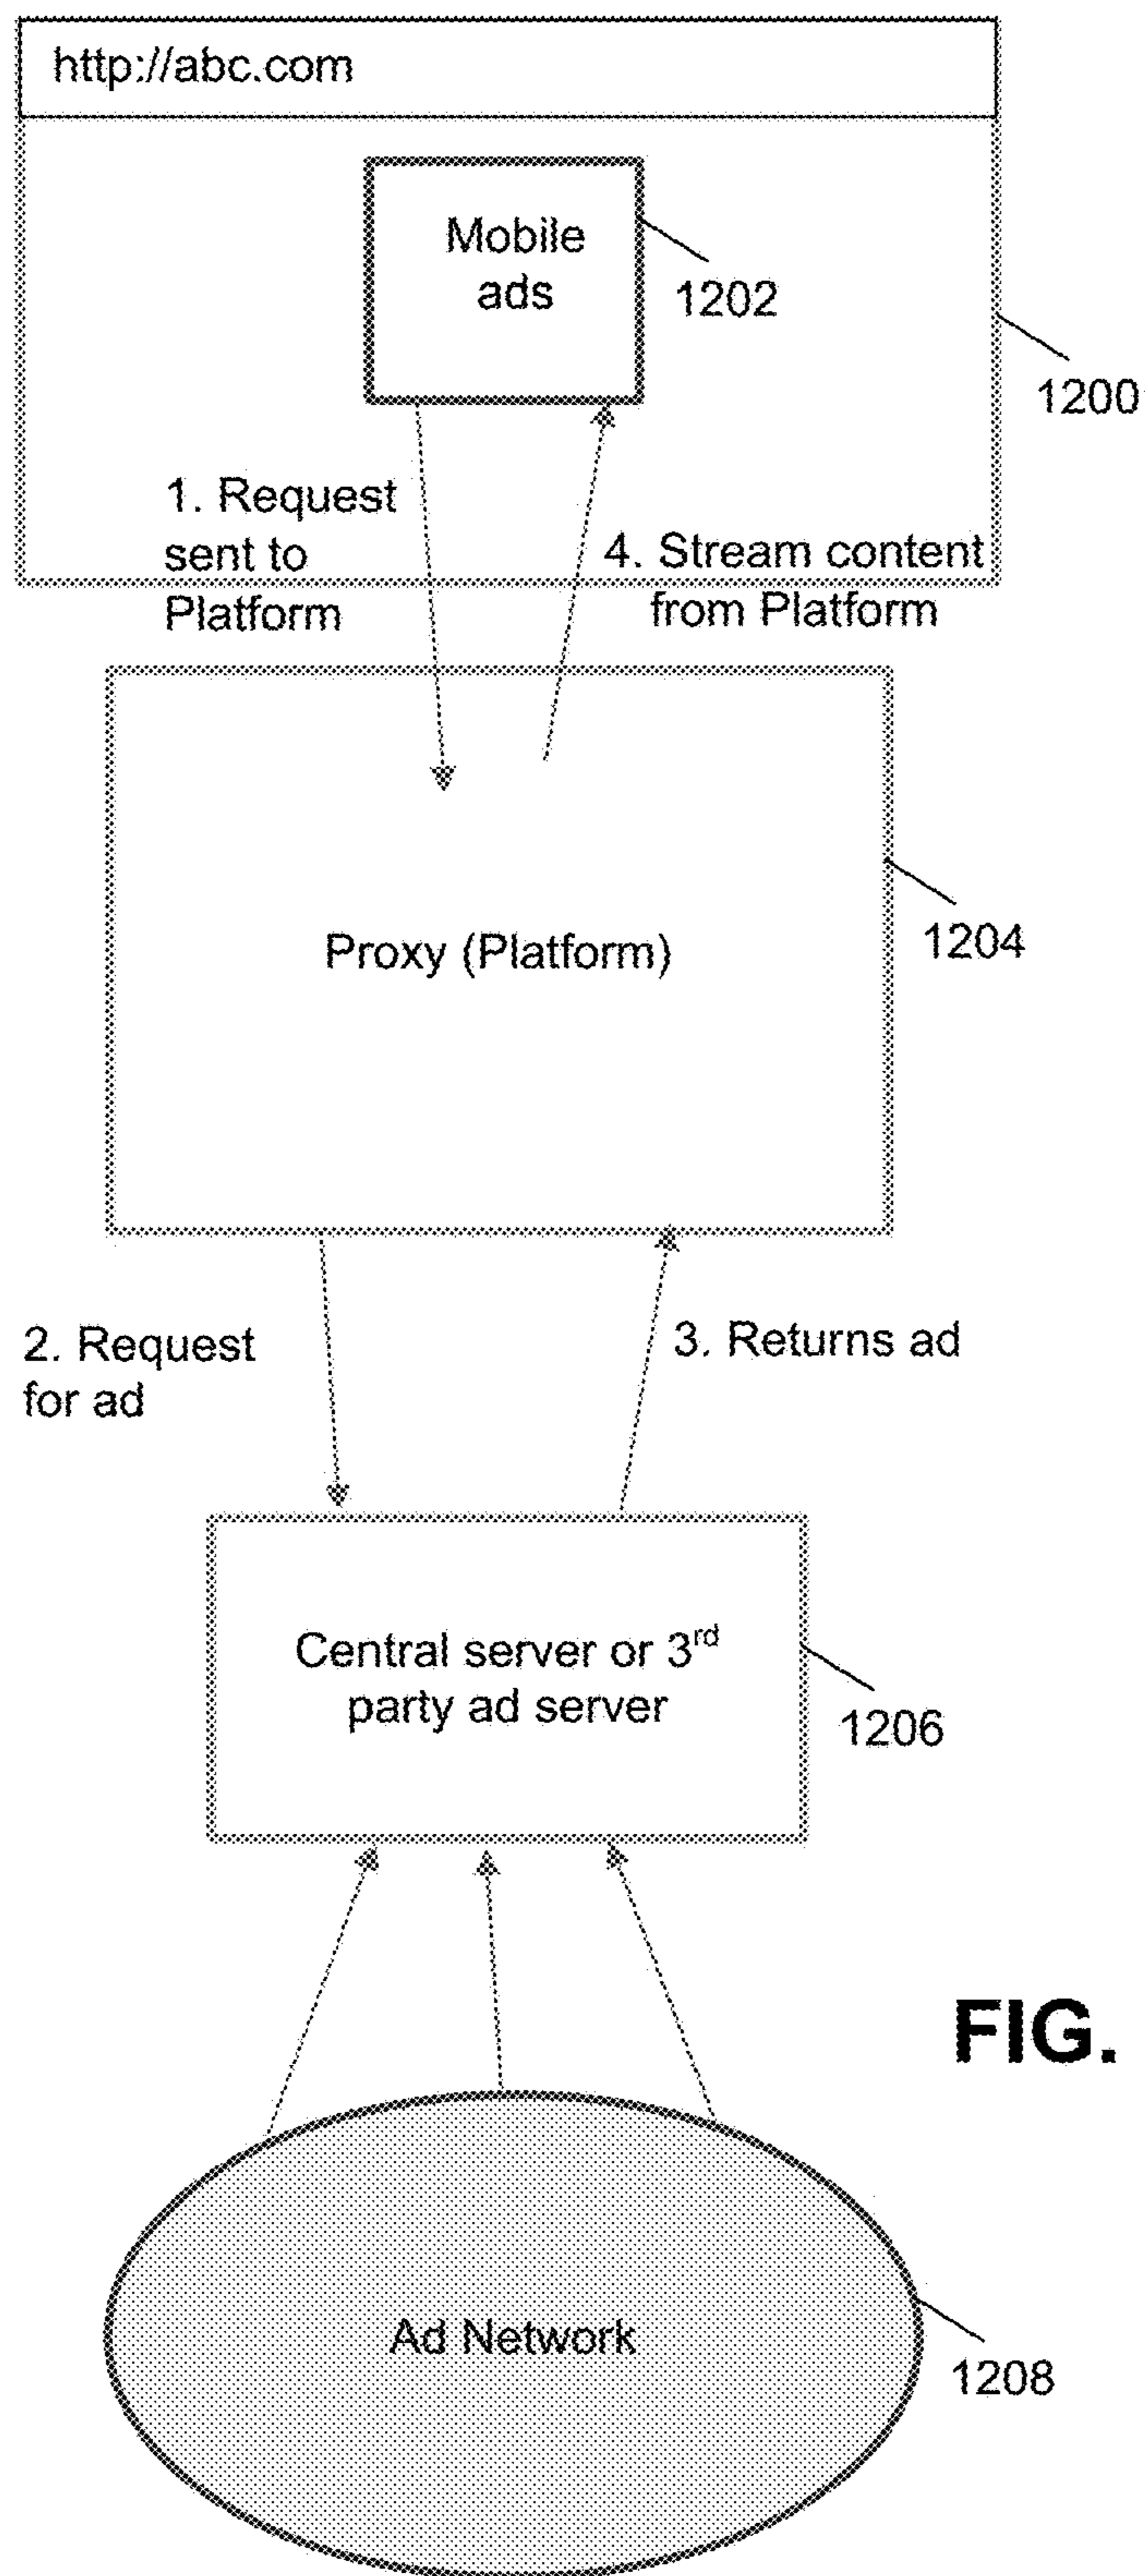 http://abc.com
Mobile
ads
1202
1200
1. Request
sent to
Platform
4. Stream content
from Platform
Proxy (Platform)
1204
2. Request
for ad
3. Returns ad
Central server or 3rd
party ad server
1206
FIG.
Ad Network
1208